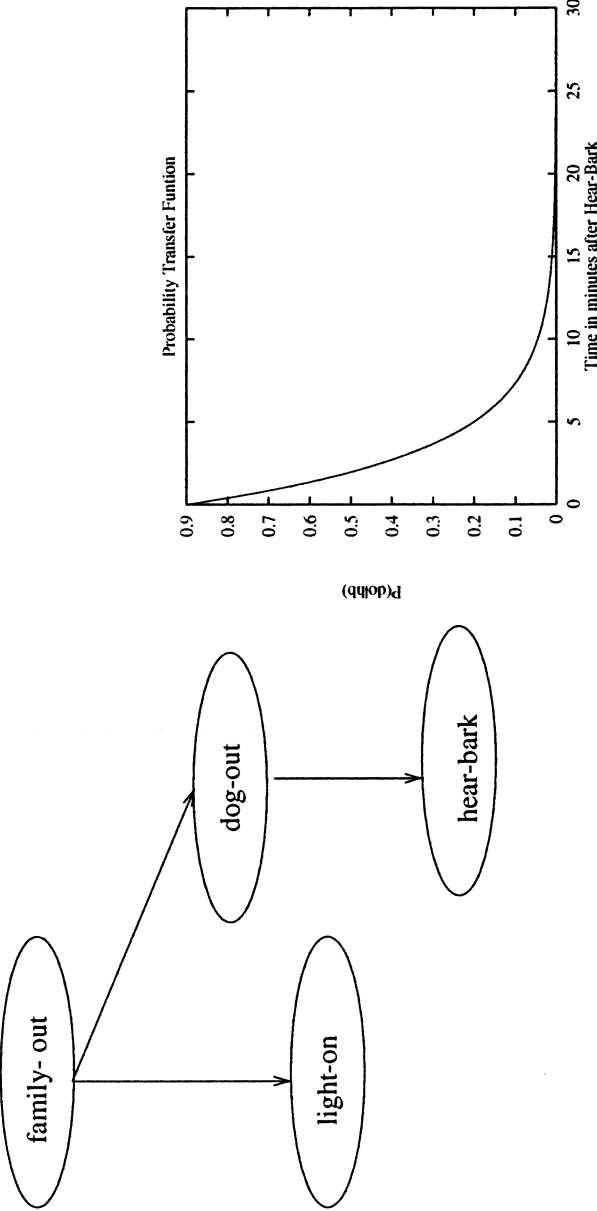 family- out
dog-out
light-on
hear-bark
Probability Transfer Funtion
P(do|hb)
0.9
0.8
0.7
0.6
0.5
0.4
0.3
0.2
0.1
0
0 5 10 15 20 25 30
Time in minutes after Hear-Bark